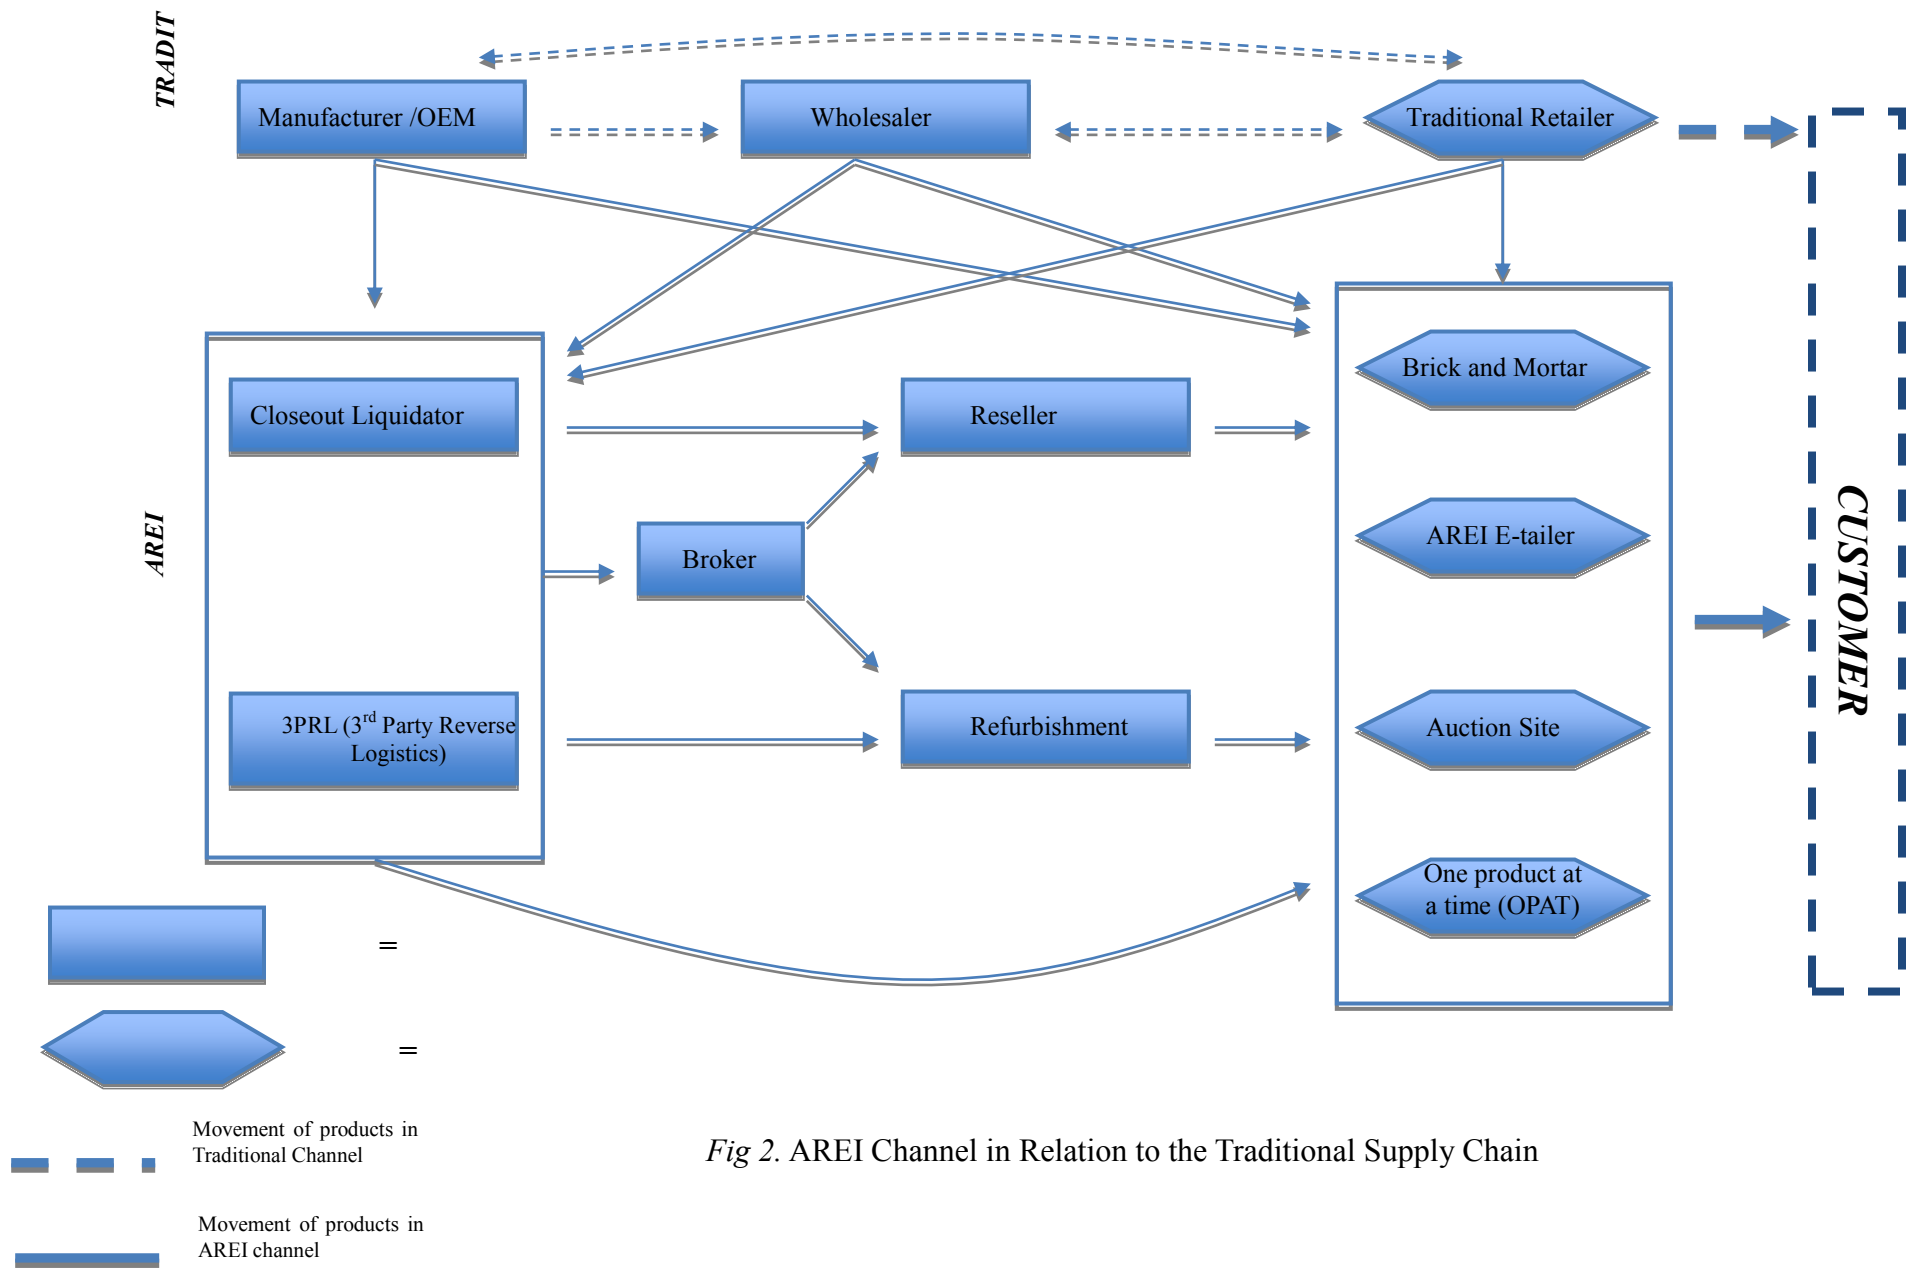 TRADIT
Manufacturer /OEM
Wholesaler
Traditional Retailer
CUSTOMER
AREI
Closeout Liquidator
Reseller
Brick and Mortar
Broker
AREI E-tailer
3PRL (3rd Party Reverse
Logistics)
Refurbishment
Auction Site
One product at
a time (OPAT)
=
=
Movement of products in
Traditional Channel
Fig 2. AREI Channel in Relation to the Traditional Supply Chain
Movement of products in
AREI channel